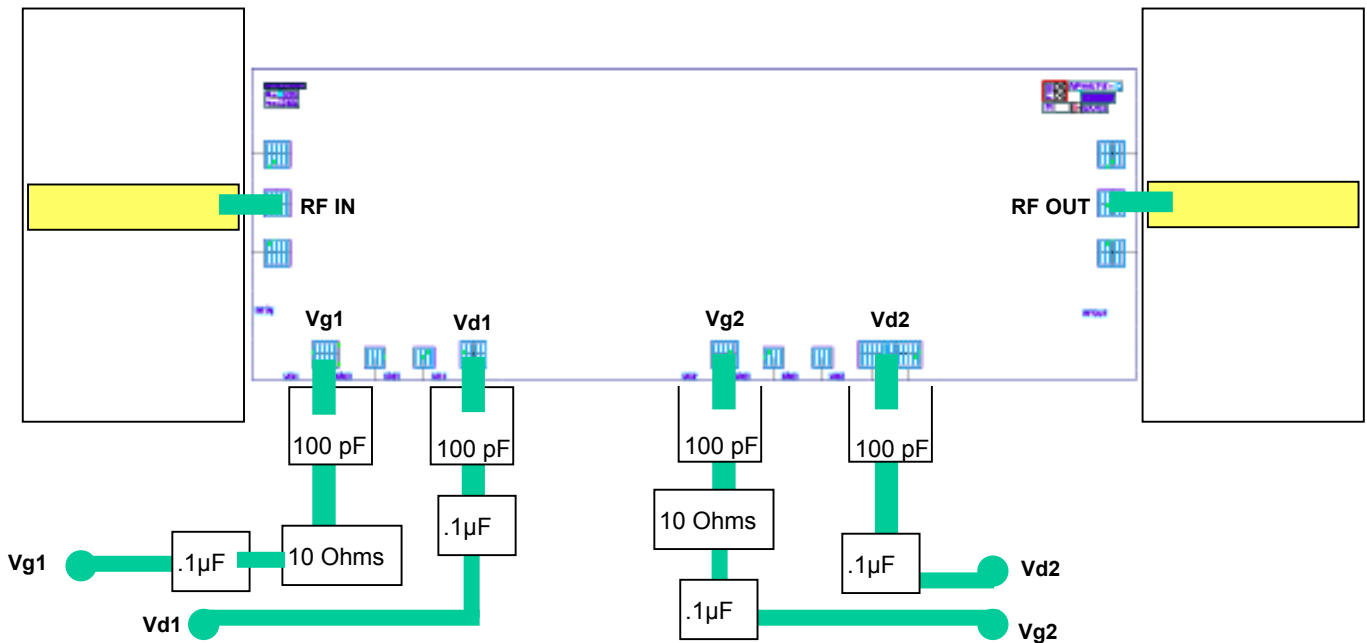 RF IN
RF OUT
Vg1
Vd1
Vg2
Vd2
100 pF
100 pF
100 pF
100 pF
10 Ohms
.1µF
.1µF
10 Ohms
Vg1
.1µF
.1µF
Vd2
Vd1
.1µF
Vg2